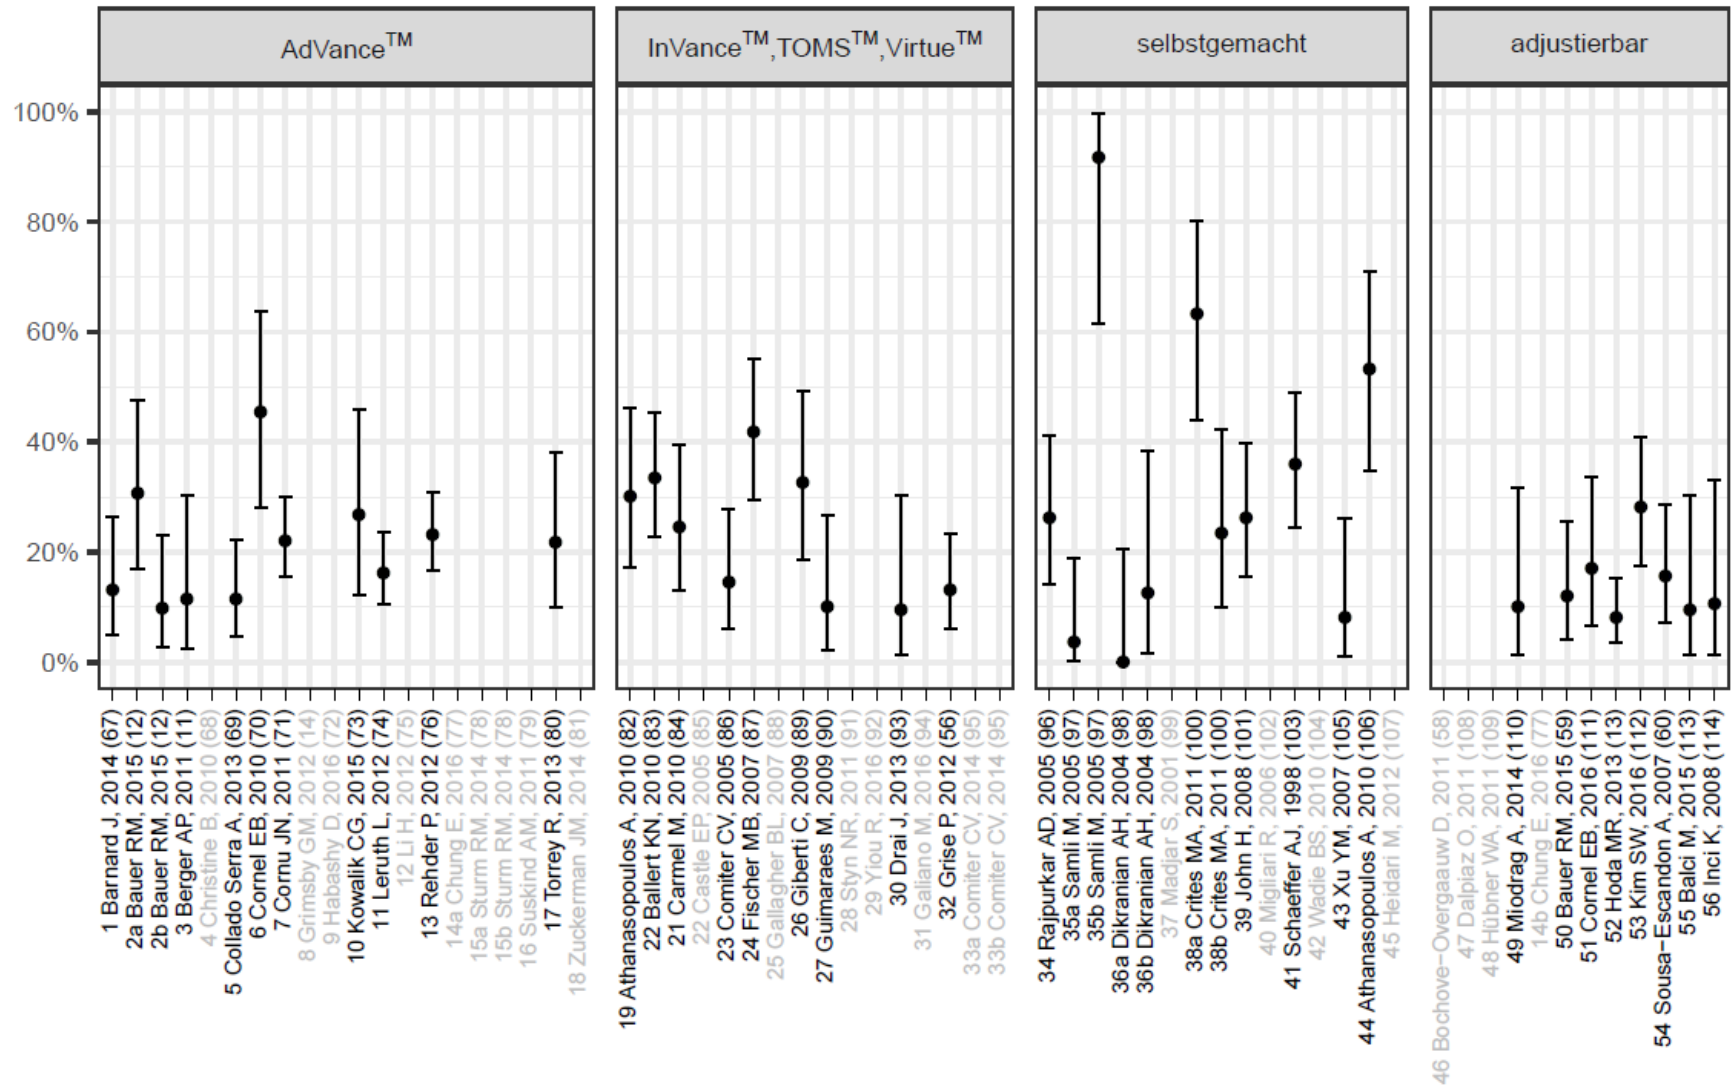 AdVance™
InVance™,TOMS™,Virtue™
selbstgemacht
adjustierbar
100%
80%
60%
40%
20%
0%
1 Barnard J, 2014 (67)
2a Bauer RM, 2015 (12)
2b Bauer RM, 2015 (12)
3 Berger AP, 2011 (11)
4 Christine B, 2010 (68)
5 Collado Serra A, 2013 (69)
6 Cornel EB, 2010 (70)
7 Cornu JN, 2011 (71)
8 Grimsby GM, 2012 (14)
9 Habashy D, 2016 (72)
10 Kowalik CG, 2015 (73)
11 Leruth L, 2012 (74)
12 Li H, 2012 (75)
13 Rehder P, 2012 (76)
14a Chung E, 2016 (77)
15a Sturm RM, 2014 (78)
15b Sturm RM, 2014 (78)
16 Suskind AM, 2011 (79)
17 Torrey R, 2013 (80)
18 Zuckerman JM, 2014 (81)
19 Athanasopoulos A, 2010 (82)
22 Ballert KN, 2010 (83)
21 Carmel M, 2010 (84)
22 Castle EP, 2005 (85)
23 Comiter CV, 2005 (86)
24 Fischer MB, 2007 (87)
25 Gallagher BL, 2007 (88)
26 Giberti C, 2009 (89)
27 Guimaraes M, 2009 (90)
28 Styn NR, 2011 (91)
29 Yiou R, 2016 (92)
30 Drai J, 2013 (93)
31 Galiano M, 2016 (94)
32 Grise P, 2012 (56)
33a Comiter CV, 2014 (95)
33b Comiter CV, 2014 (95)
34 Rajpurkar AD, 2005 (96)
35a Samli M, 2005 (97)
35b Samli M, 2005 (97)
36a Dikranian AH, 2004 (98)
36b Dikranian AH, 2004 (98)
37 Madjar S, 2001 (99)
38a Crites MA, 2011 (100)
38b Crites MA, 2011 (100)
39 John H, 2008 (101)
40 Migliari R, 2006 (102)
41 Schaeffer AJ, 1998 (103)
42 Wadie BS, 2010 (104)
43 Xu YM, 2007 (105)
44 Athanasopoulos A, 2010 (106)
45 Heidari M, 2012 (107)
46 Bochove−Overgaauw D, 2011 (58)
47 Dalpiaz O, 2011 (108)
48 Hübner WA, 2011 (109)
49 Miodrag A, 2014 (110)
14b Chung E, 2016 (77)
50 Bauer RM, 2015 (59)
51 Cornel EB, 2016 (111)
52 Hoda MR, 2013 (13)
53 Kim SW, 2016 (112)
54 Sousa−Escandon A, 2007 (60)
55 Balci M, 2015 (113)
56 Inci K, 2008 (114)